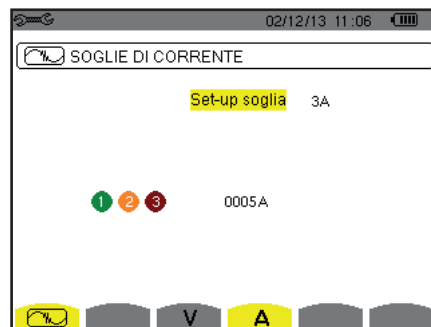 02/12/13 11:06
SOGLIE DI CORRENTE
Set-up soglia 3A
1 2 3 0005A
V A